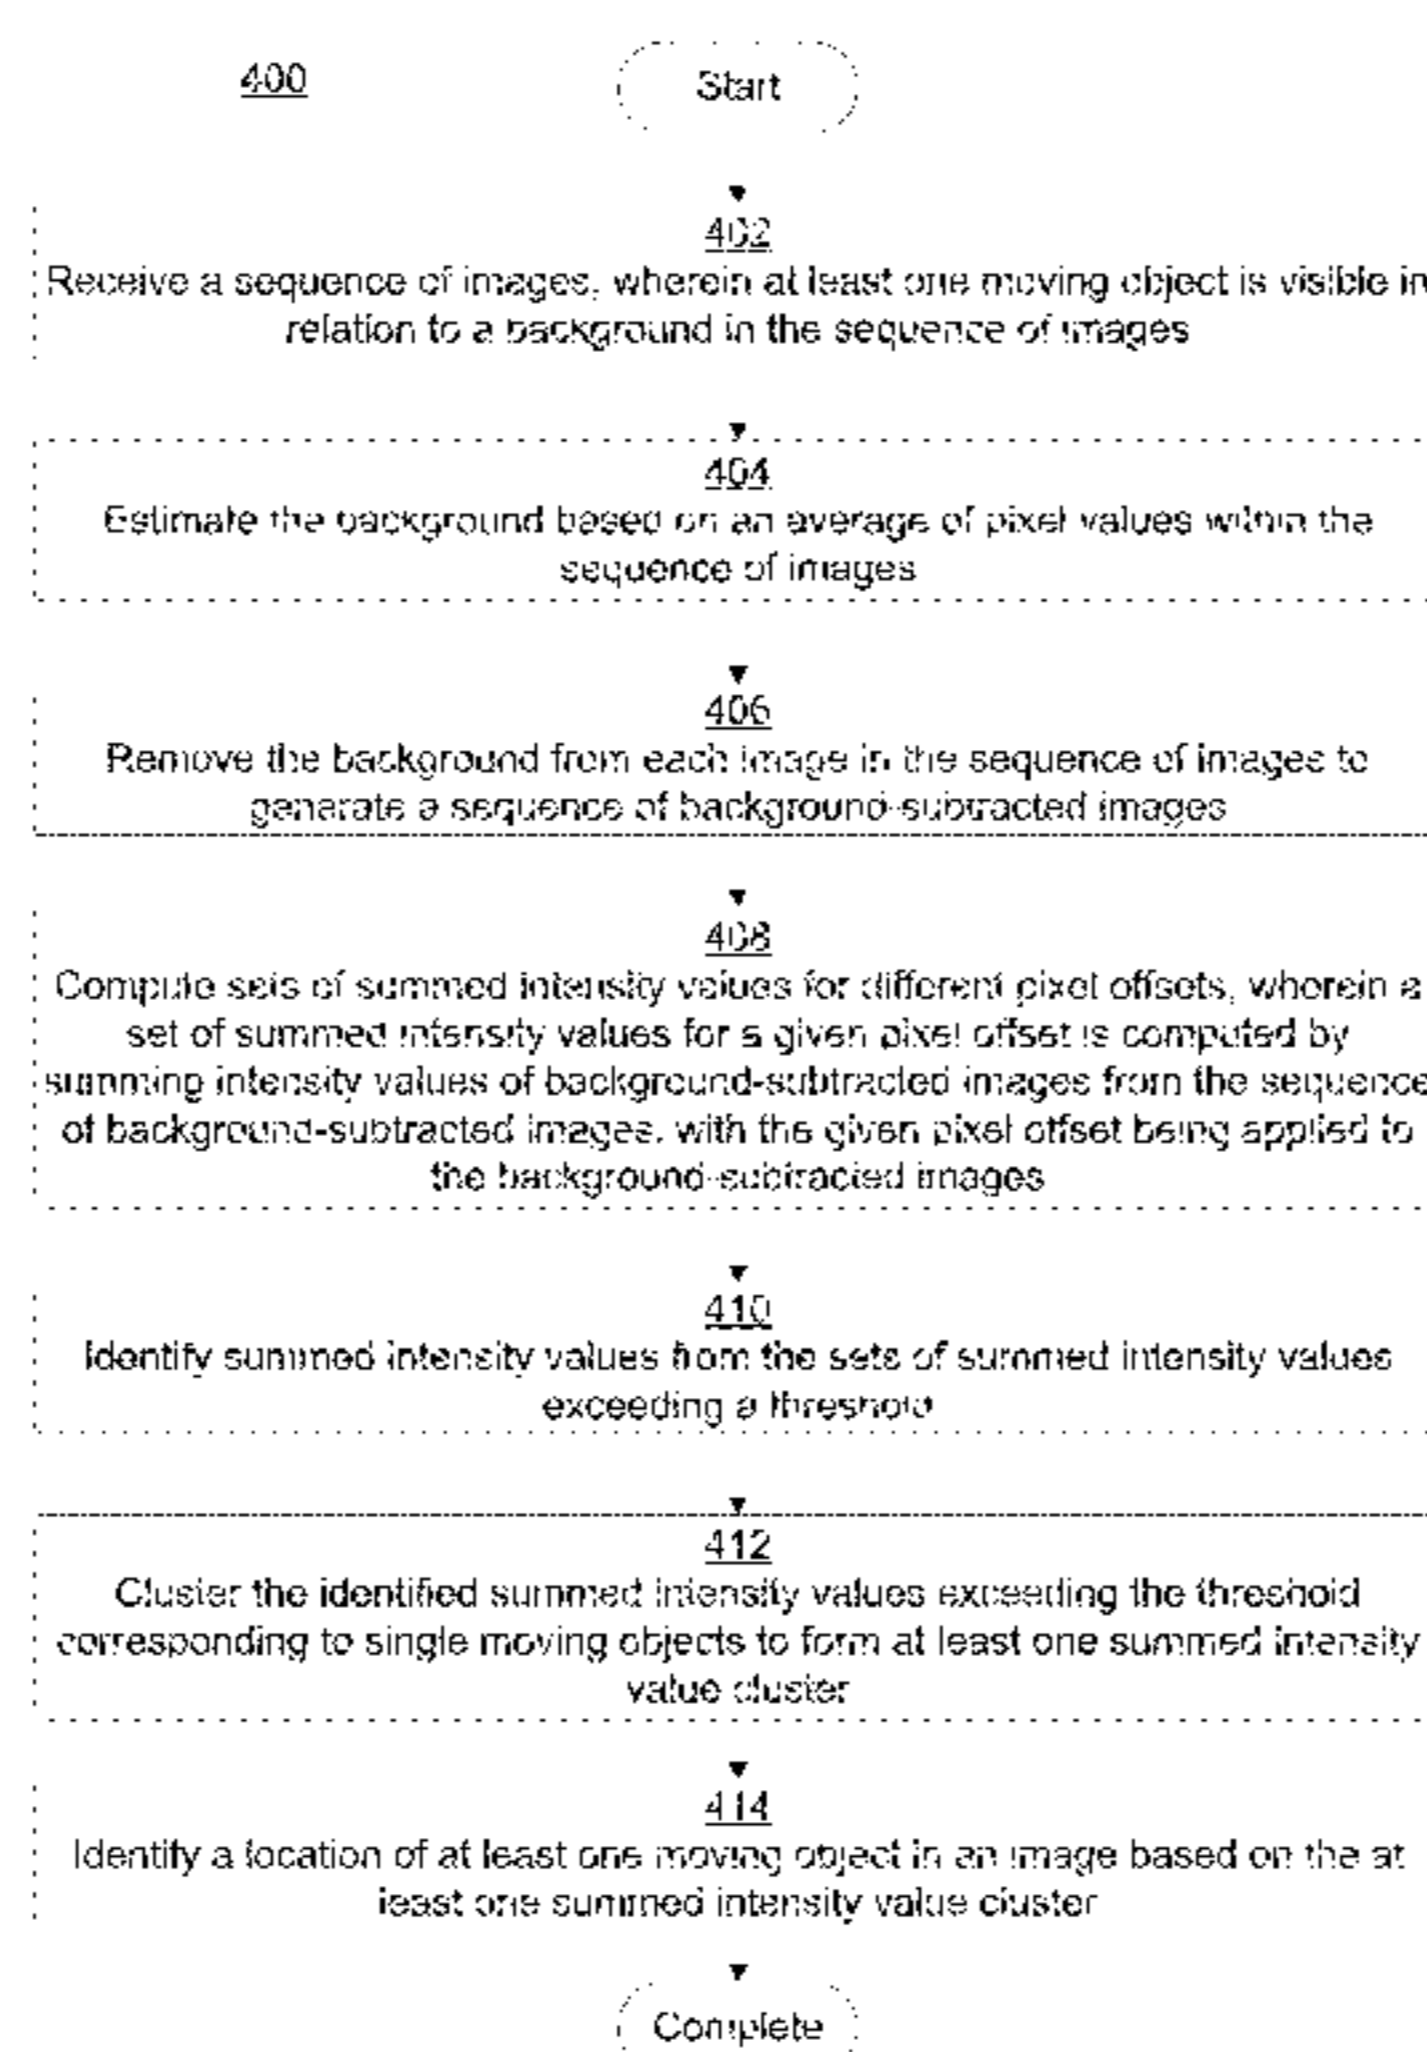 400
Start
402
Receive a sequence of images, wherein at least one moving object is visible in
relation to a background in the sequence of images
404
Estimate the background based on an average of pixel values within the
sequence of images
406
Remove the background from each image in the sequence of images to
generate a sequence of background-subtracted images
408
Compute sets of summed intensity values for different pixel offsets, wherein a
set of summed intensity values for a given pixel offset is computed by
summing intensity values of background-subtracted images from the sequence
of background-subtracted images, with the given pixel offset being applied to
the background-subtracted images
410
Identify summed intensity values from the sets of summed intensity values
exceeding a threshold
412
Cluster the identified summed intensity values exceeding the threshold
corresponding to single moving objects to form at least one summed intensity
value cluster
414
Identify a location of at least one moving object in an image based on the at
least one summed intensity value cluster
Complete